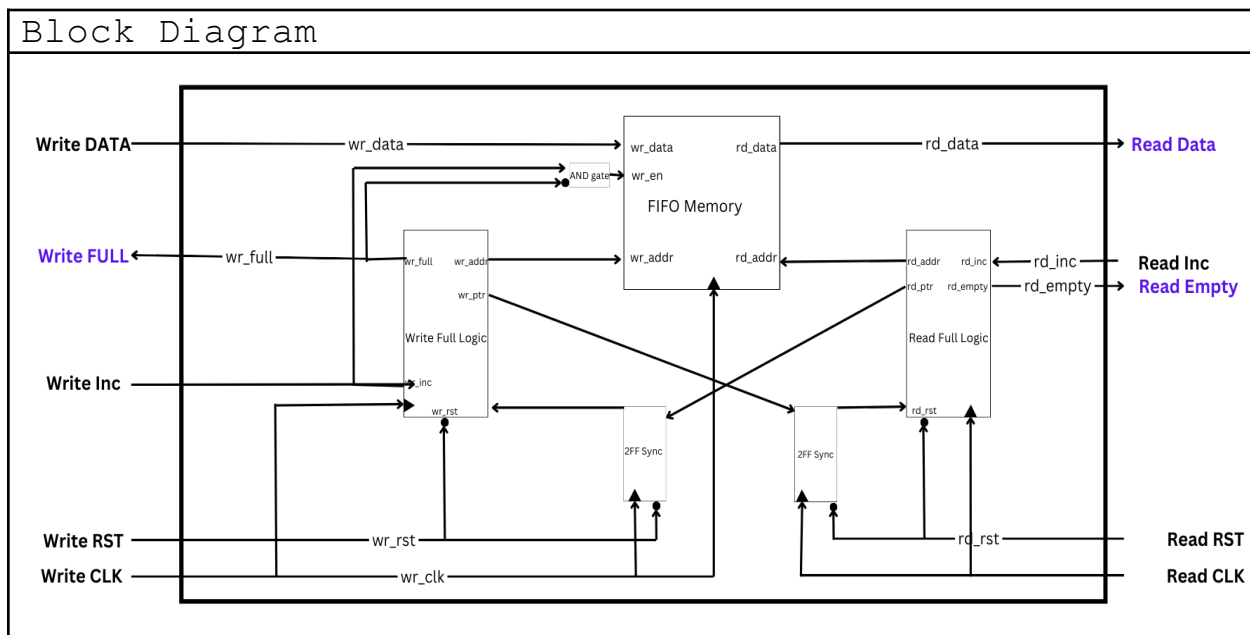 Block Diagram
Write DATA
wr_data
wr_data
rd_data
rd_data
Read Data
AND gate
wr_en
FIFO Memory
Write FULL
wr_full
wr_full
wr_addr
wr_addr
rd_addr
rd_addr
rd_inc
rd_inc
Read Inc
wr_ptr
rd_ptr
rd_empty
rd_empty
Read Empty
Write Full Logic
Read Full Logic
Write Inc
wr_rst
rd_rst
2FF Sync
2FF Sync
Write RST
wr_rst
rd_rst
Read RST
Write CLK
wr_clk
Read CLK